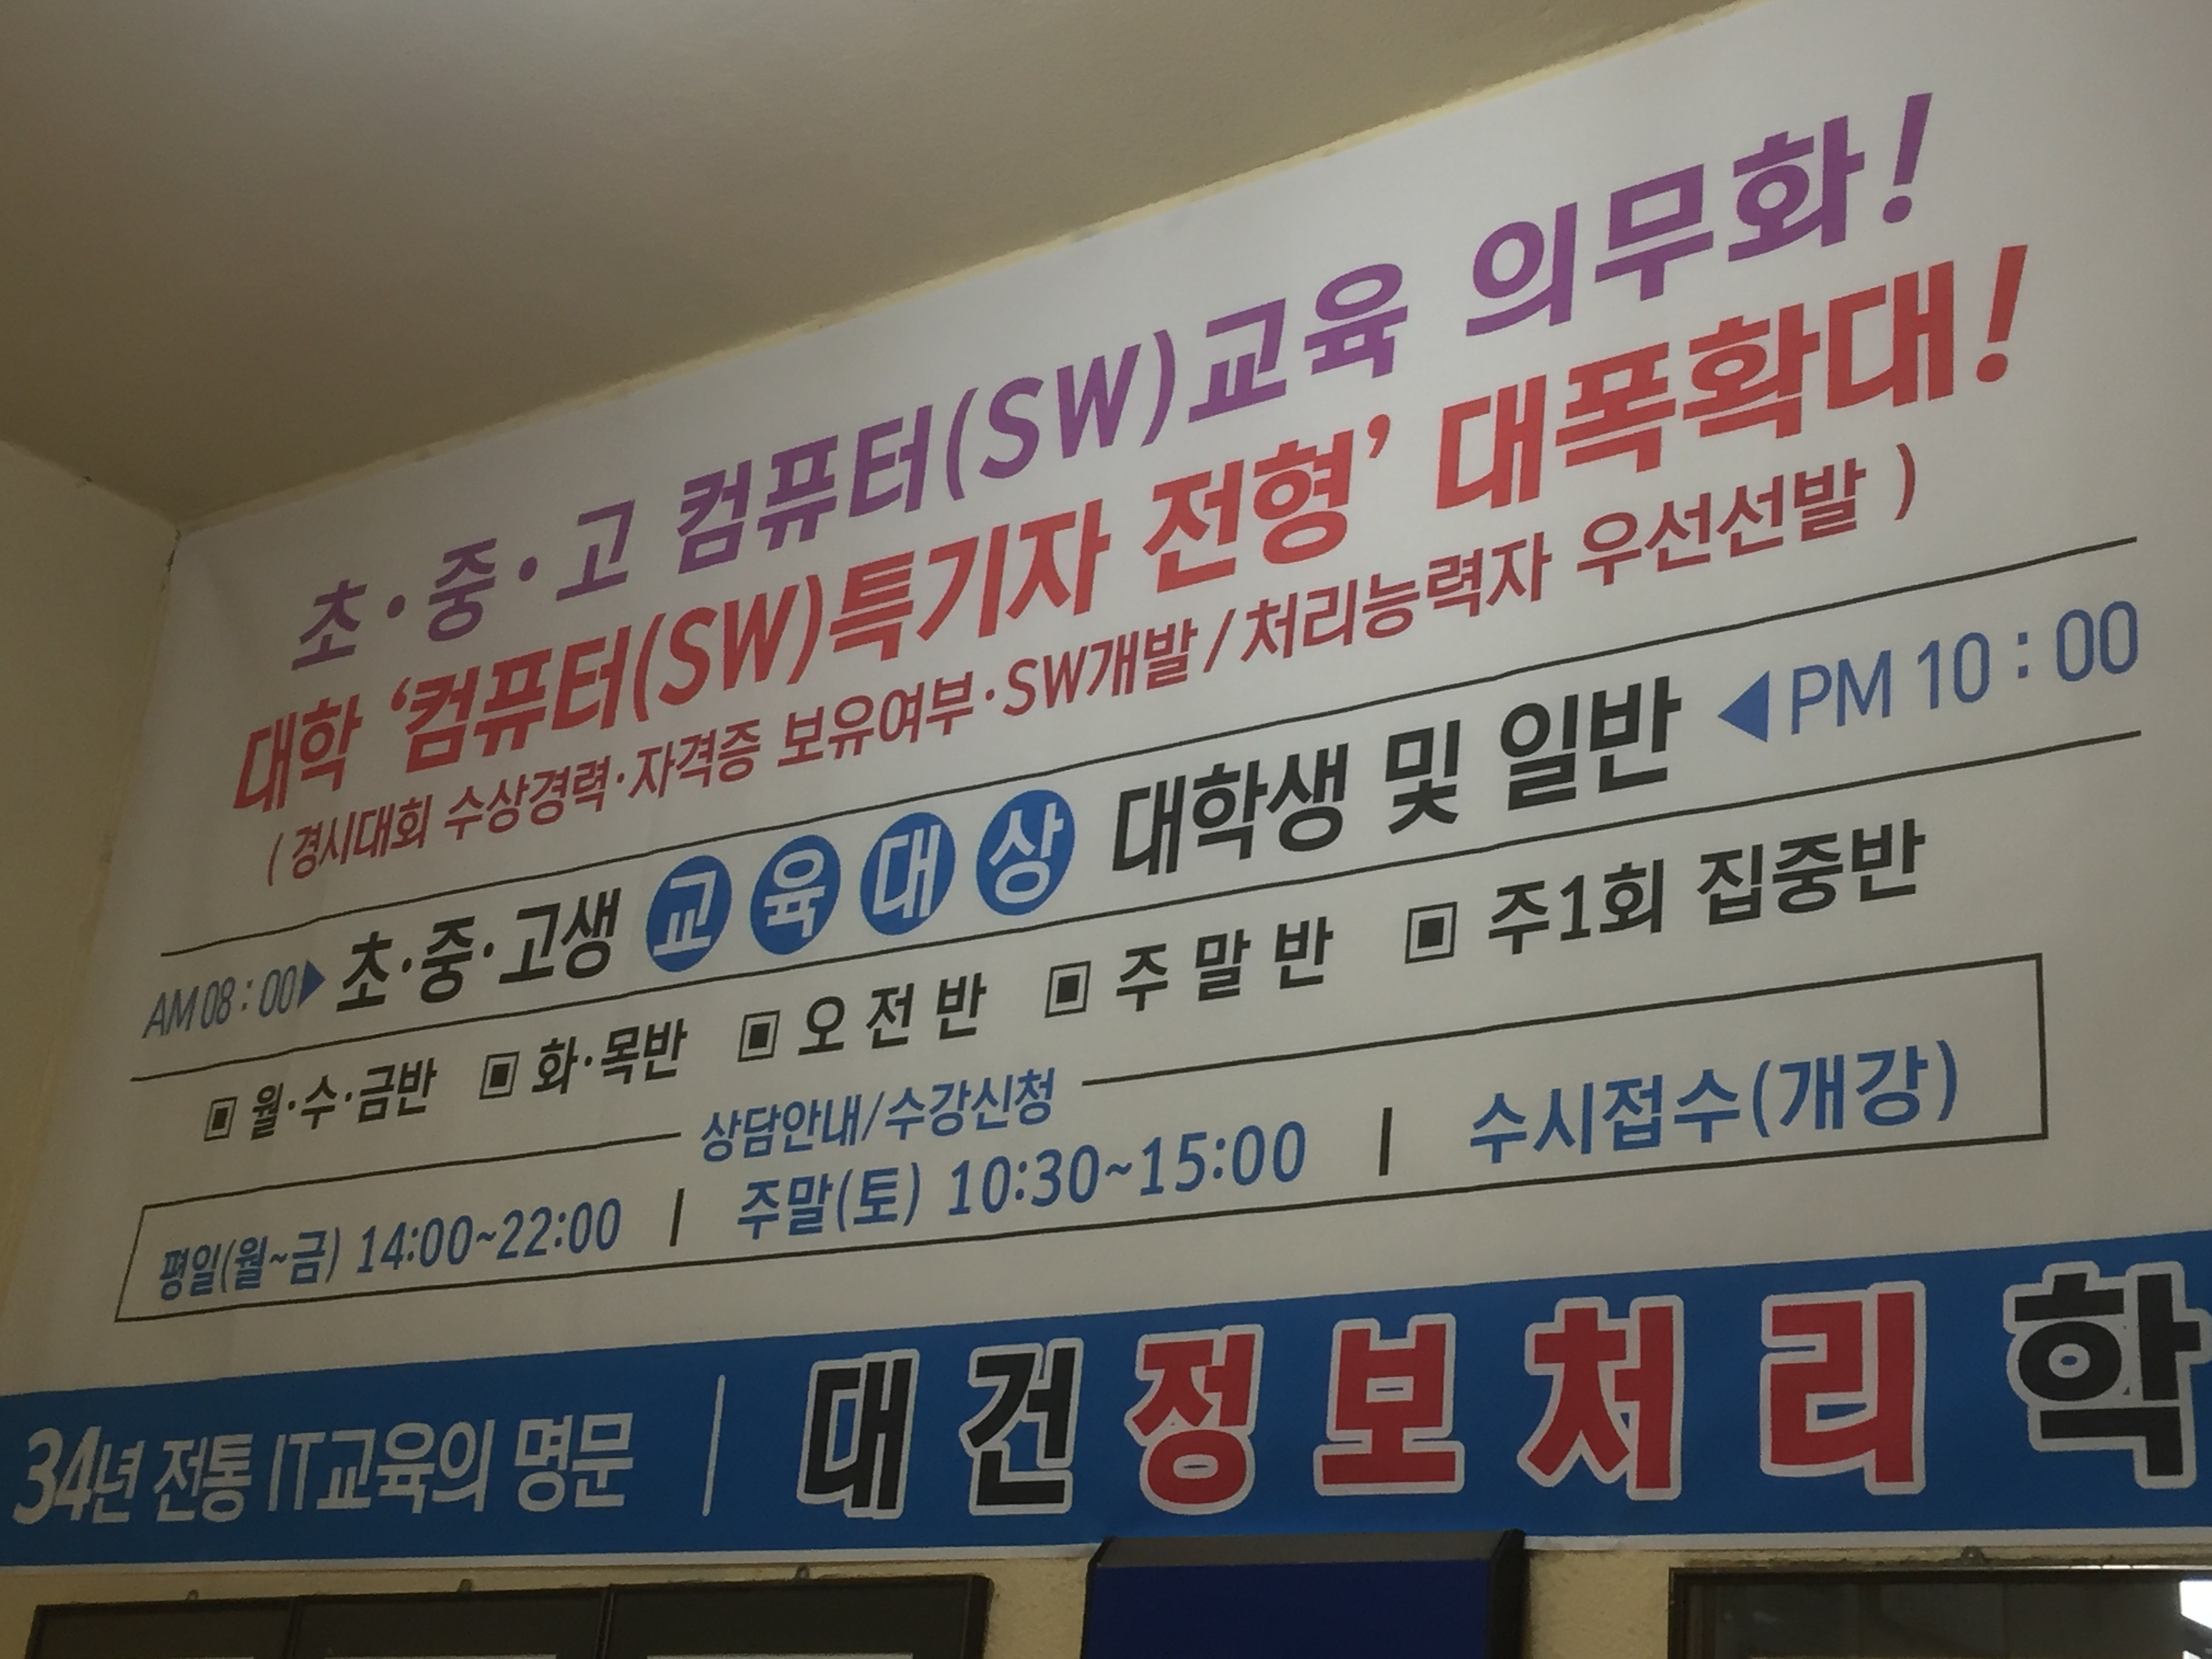 초·중·고 컴퓨터(SW)교육 의무화!
대학 ‘컴퓨터(SW)특기자 전형’ 대폭확대!
( 경시대회 수상경력·자격증 보유여부·SW개발/처리능력자 우선선발 )
AM 08 : 00▶ 초·중·고생 교육대상 대학생 및 일반 ◀PM 10 : 00
▣ 월·수·금반 ▣ 화·목반 ▣ 오전반 ▣ 주말반 ▣ 주1회 집중반
상담안내/수강신청
평일(월~금) 14:00~22:00 | 주말(토) 10:30~15:00 | 수시접수(개강)
34년 전통 IT교육의 명문 | 대건정보처리학